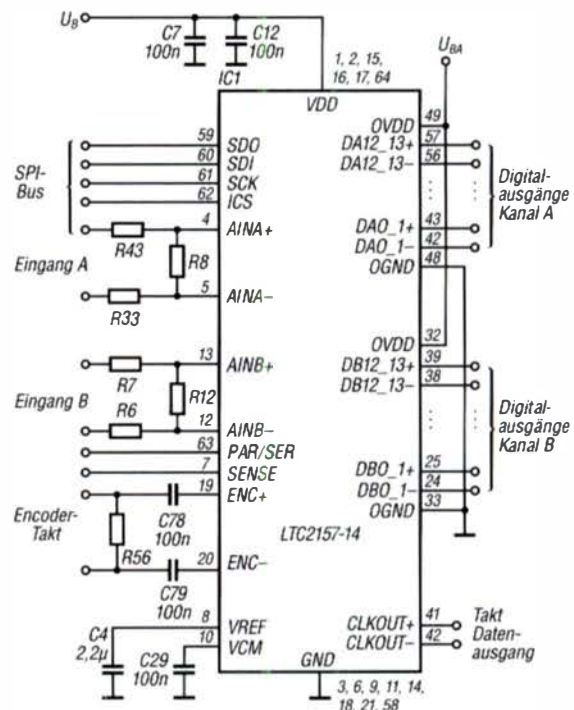 UB
C7
100n
C12
100n
1, 2, 15,
16, 17, 64
UBA
IC1
VDD
OVDD
49
SPI-
Bus
59
SDO
60
SDI
61
SCK
62
ICS
DA12_13+
57
DA12_13–
56
Digital-
ausgänge
Kanal A
DAO_1+
43
DAO_1–
42
OGND
48
Eingang A
R43
4
AINA+
R8
R33
5
AINA–
OVDD
32
DB12_13+
39
DB12_13–
38
Digital-
ausgänge
Kanal B
DBO_1+
25
DBO_1–
24
OGND
33
Eingang B
R7
13
AINB+
R12
R6
12
AINB–
63
PAR/SER
7
SENSE
Encoder-
Takt
19
ENC+
C78
100n
R56
20
ENC–
C79
100n
LTC2157-14
C4
2,2µ
8
VREF
10
VCM
C29
100n
CLKOUT+
41
CLKOUT–
42
Takt
Daten-
ausgang
GND
3, 6, 9, 11, 14,
18, 21, 58